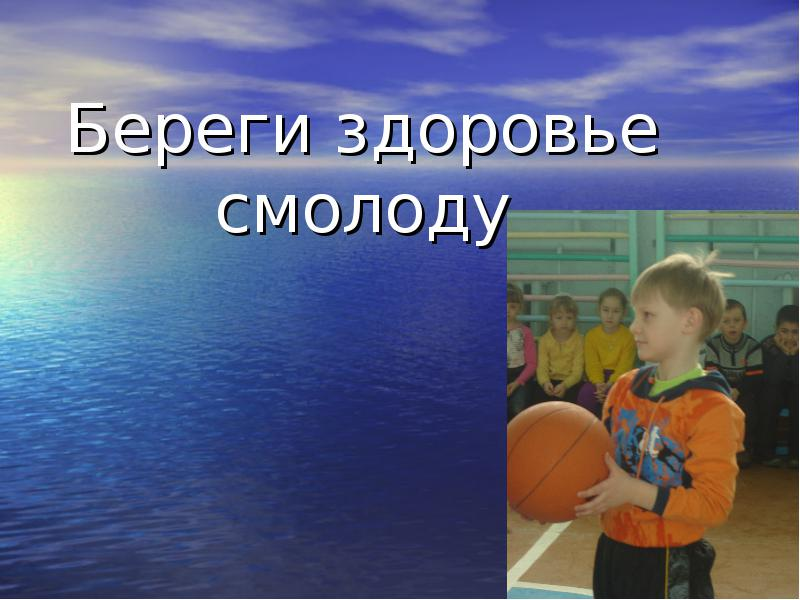 Береги здоровье
смолоду